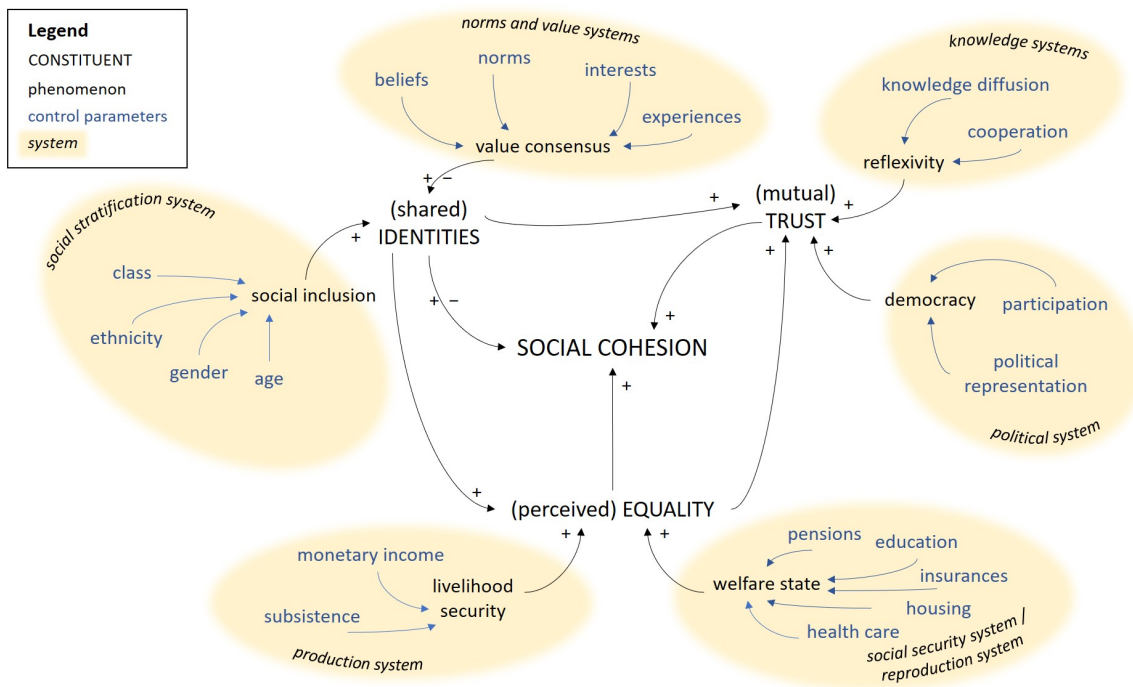 Legend
CONSTITUENT
phenomenon
control parameters
system
norms and value systems
norms
beliefs
interests
experiences
value consensus
+ −
knowledge systems
knowledge diffusion
cooperation
reflexivity
+
social stratification system
class
ethnicity
gender
age
social inclusion
+
(shared)
IDENTITIES
+
(mutual)
TRUST
+
+
democracy
participation
political
representation
political system
+ −
+
SOCIAL COHESION
+
+
(perceived) EQUALITY
+
+
monetary income
subsistence
livelihood
security
production system
pensions
education
insurances
welfare state
housing
health care
social security system /
reproduction system